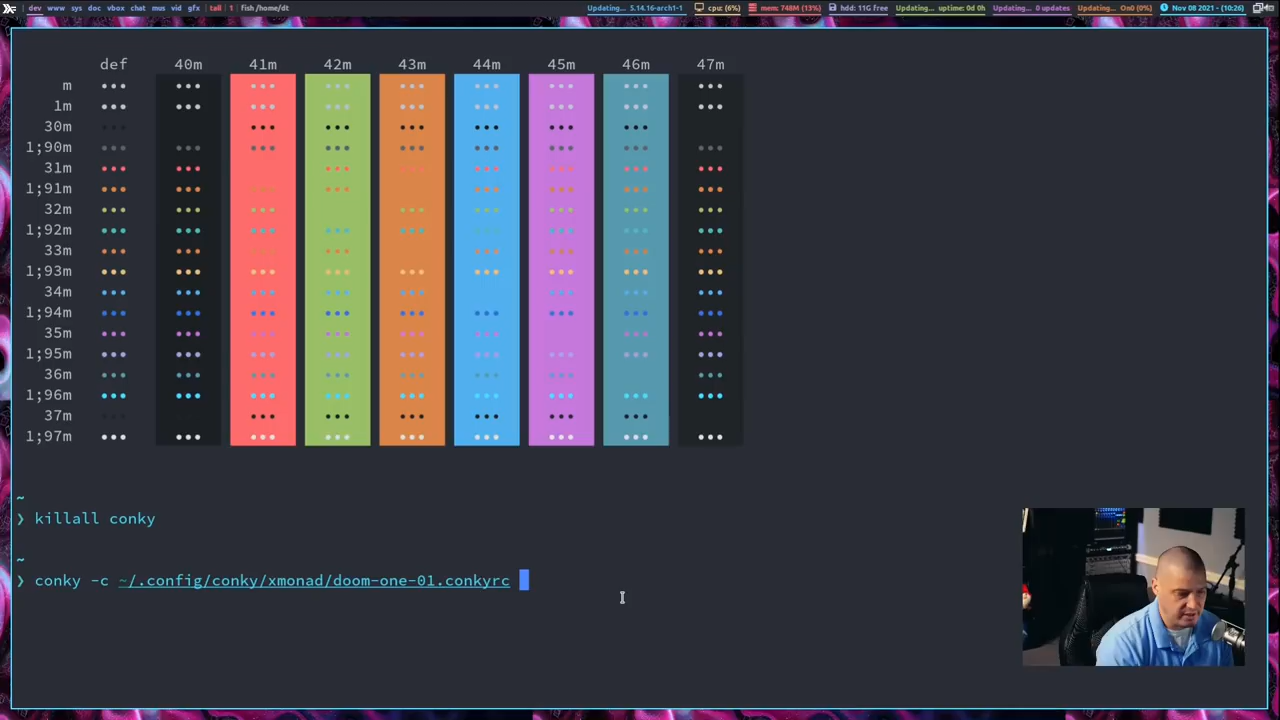 dev www sys doc vbox chat mus vid gfx | tall | 1 | fish /home/dt Updating... 5.14.16-arch1-1 cpu: (6%) mem: 748M (13%) hdd: 11G free Updating... uptime: 0d 0h Updating... 0 updates Updating... On0 (0%) Nov 08 2021 - (10:26)
def 40m 41m 42m 43m 44m 45m 46m 47m
m
1m
30m
1;90m
31m
1;91m
32m
1;92m
33m
1;93m
34m
1;94m
35m
1;95m
36m
1;96m
37m
1;97m
~
❯ killall conky
~
❯ conky -c ~/.config/conky/xmonad/doom-one-01.conkyrc